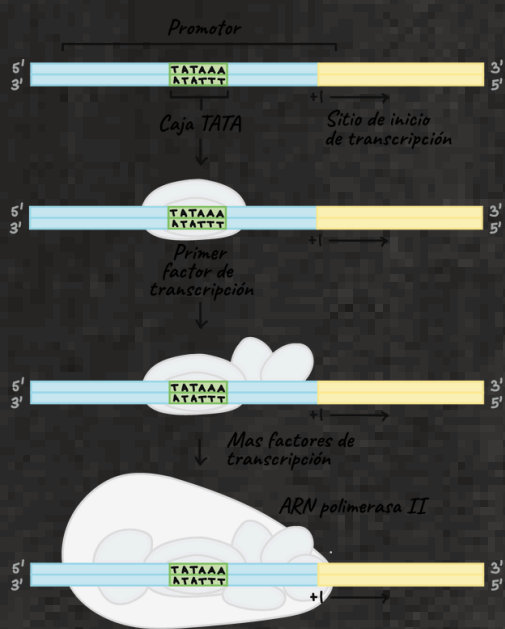 Promotor
5' TATAAA 3'
3' ATATTT 5'
+1
Caja TATA
Sitio de inicio
de transcripción
5' TATAAA 3'
3' ATATTT 5'
+1
Primer
factor de
transcripción
5' TATAAA 3'
3' ATATTT 5'
+1
Mas factores de
transcripción
ARN polimerasa II
5' TATAAA 3'
3' ATATTT 5'
+1